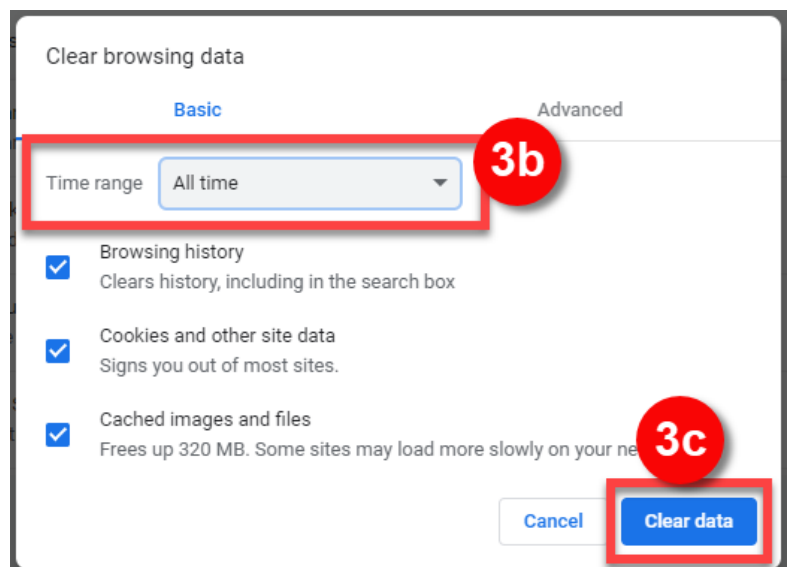 Clear browsing data
Basic Advanced
3b
Time range All time
Browsing history
Clears history, including in the search box
Cookies and other site data
Signs you out of most sites.
Cached images and files
Frees up 320 MB. Some sites may load more slowly on your
3c
Cancel Clear data